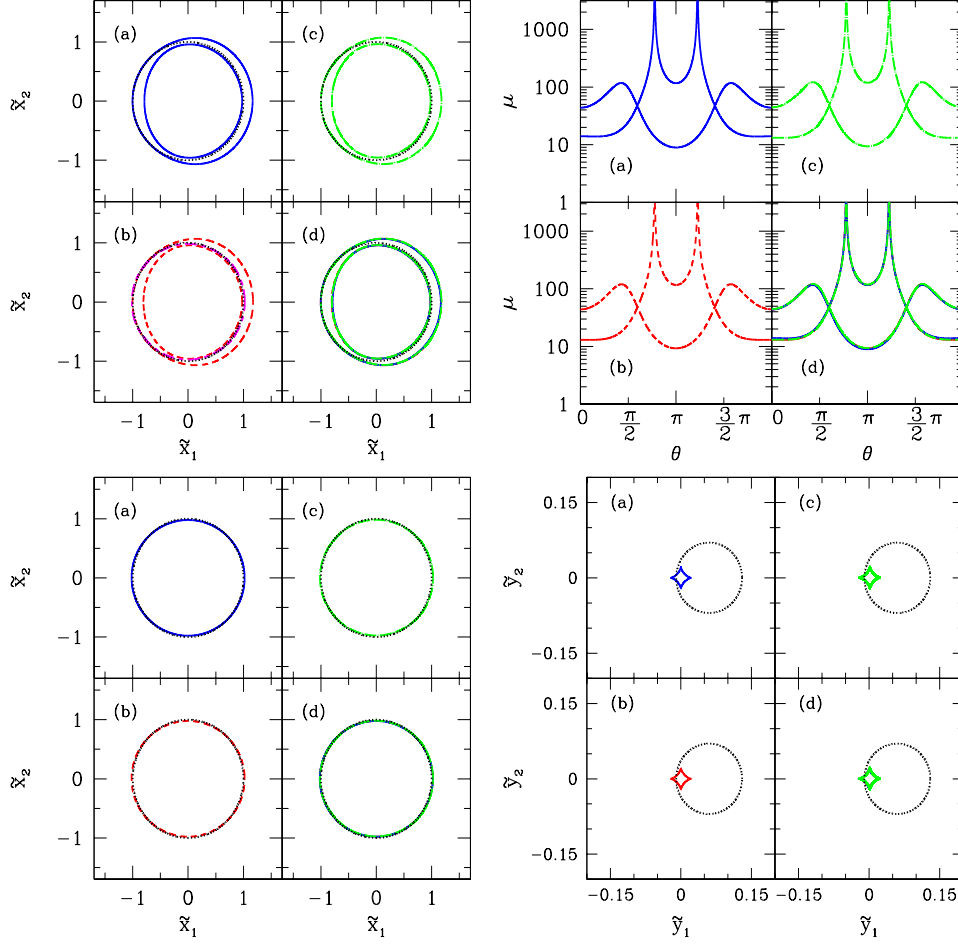 (a) (c)
x̃₂ 1 0 −1
(b) (d)
x̃₂ 1 0 −1
−1 0 1 −1 0 1
x̃₁ x̃₁
μ 1000 100 10
(a) (c)
1
μ 1000 100 10 1
(b) (d)
0 π/2 π 3/2 π 0 π/2 π 3/2 π
θ θ
(a) (c)
x̃₂ 1 0 −1
(b) (d)
x̃₂ 1 0 −1
−1 0 1 −1 0 1
x̃₁ x̃₁
(a) (c)
ỹ₂ 0.15 0 −0.15
(b) (d)
ỹ₂ 0.15 0 −0.15
−0.15 0 0.15 −0.15 0 0.15
ỹ₁ ỹ₁